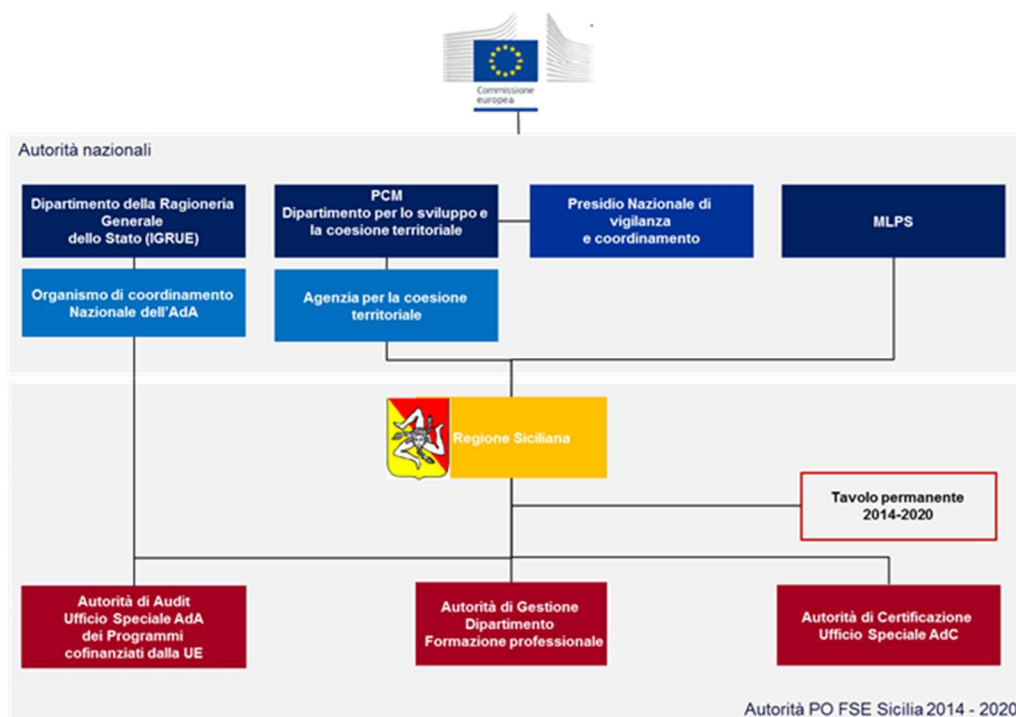 Commissione
europea
Autorità nazionali
Dipartimento della Ragioneria
Generale
dello Stato (IGRUE)
PCM
Dipartimento per lo sviluppo e
la coesione territoriale
Presidio Nazionale di
vigilanza
e coordinamento
MLPS
Organismo di coordinamento
Nazionale dell'AdA
Agenzia per la coesione
territoriale
Regione Siciliana
Tavolo permanente
2014-2020
Autorità di Audit
Ufficio Speciale AdA
dei Programmi
cofinanziati dalla UE
Autorità di Gestione
Dipartimento
Formazione professionale
Autorità di Certificazione
Ufficio Speciale AdC
Autorità PO FSE Sicilia 2014 - 2020